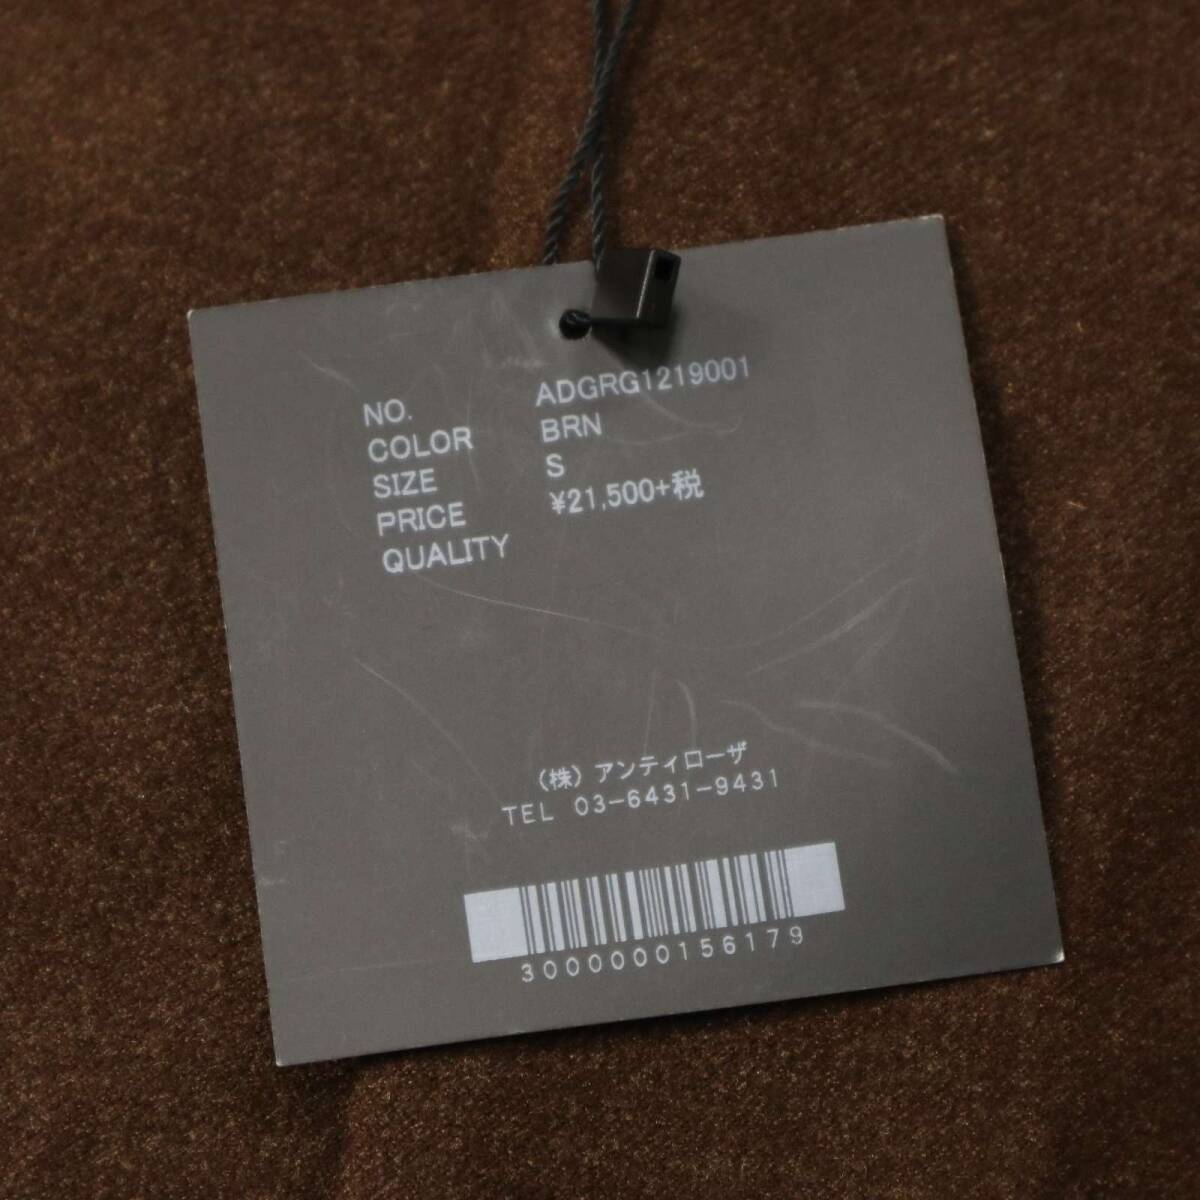 NO. ADGRG1219001
COLOR BRN
SIZE S
PRICE ¥21,500+税
QUALITY
(株)アンティローザ
TEL 03-6431-9431
3000000156179